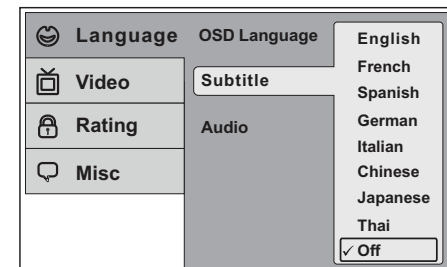 Language
Video
Rating
Misc
OSD Language
Subtitle
Audio
English
French
Spanish
German
Italian
Chinese
Japanese
Thai
✓ Off